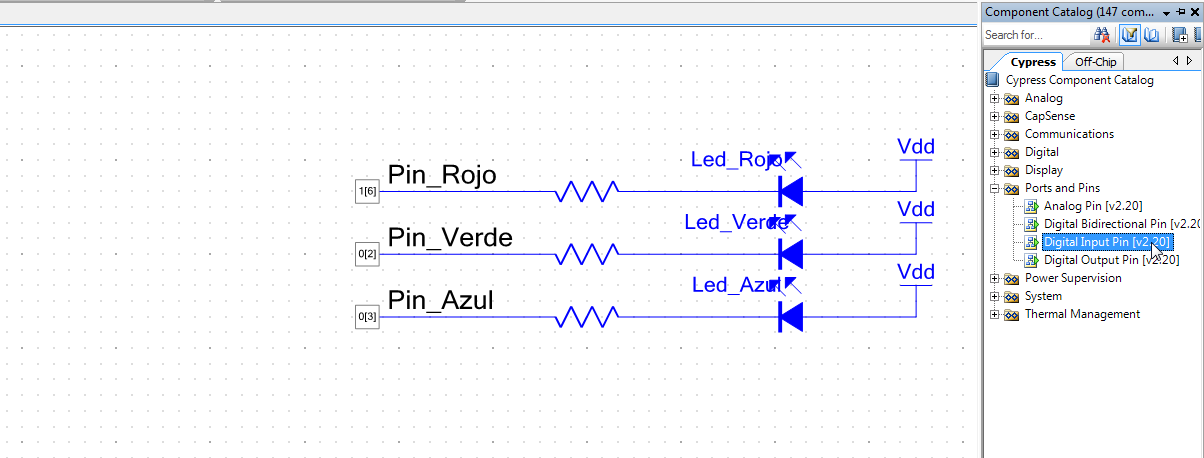 Component Catalog (147 com...
Search for...
Cypress
Off-Chip
Cypress Component Catalog
Analog
CapSense
Communications
Digital
Display
Ports and Pins
Analog Pin [v2.20]
Digital Bidirectional Pin [v2.20
Digital Input Pin [v2.20]
Digital Output Pin [v2.20]
Power Supervision
System
Thermal Management
Pin_Rojo
1[6]
Led_Rojo
Vdd
Pin_Verde
0[2]
Led_Verde
Vdd
Pin_Azul
0[3]
Led_Azul
Vdd